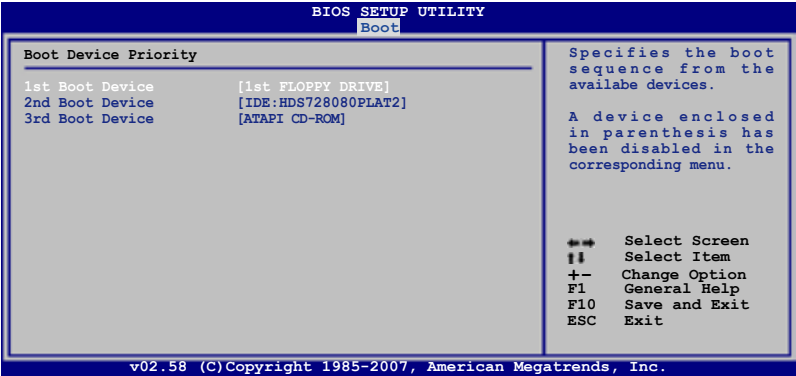 BIOS SETUP UTILITY
Boot
Boot Device Priority
1st Boot Device [1st FLOPPY DRIVE]
2nd Boot Device [IDE:HDS728080PLAT2]
3rd Boot Device [ATAPI CD-ROM]
Specifies the boot
sequence from the
availabe devices.
A device enclosed
in parenthesis has
been disabled in the
corresponding menu.
←→ Select Screen
↑↓ Select Item
+- Change Option
F1 General Help
F10 Save and Exit
ESC Exit
v02.58 (C)Copyright 1985-2007, American Megatrends, Inc.